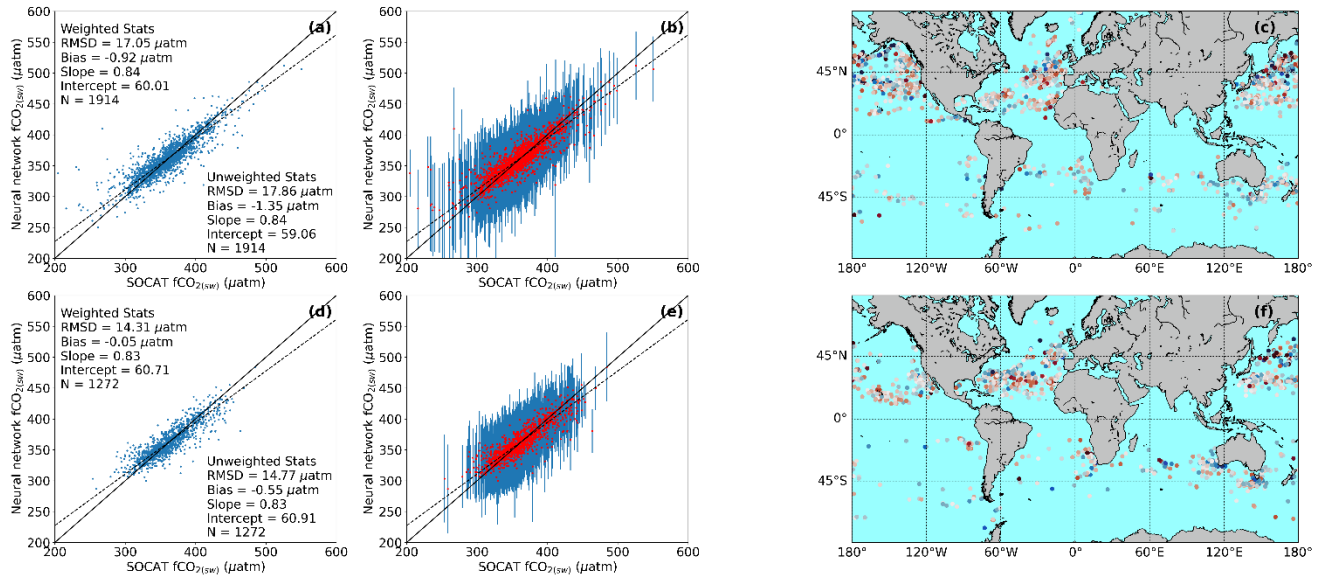 (a)
Weighted Stats
RMSD = 17.05 μatm
Bias = -0.92 μatm
Slope = 0.84
Intercept = 60.01
N = 1914
Unweighted Stats
RMSD = 17.86 μatm
Bias = -1.35 μatm
Slope = 0.84
Intercept = 59.06
N = 1914
Neural network fCO2(sw) (μatm)
600
550
500
450
400
350
300
250
200
200 300 400 500 600
SOCAT fCO2(sw) (μatm)
(b)
Neural network fCO2(sw) (μatm)
600
550
500
450
400
350
300
250
200
200 300 400 500 600
SOCAT fCO2(sw) (μatm)
(c)
45°N
0°
45°S
180° 120°W 60°W 0° 60°E 120°E 180°
(d)
Weighted Stats
RMSD = 14.31 μatm
Bias = -0.05 μatm
Slope = 0.83
Intercept = 60.71
N = 1272
Unweighted Stats
RMSD = 14.77 μatm
Bias = -0.55 μatm
Slope = 0.83
Intercept = 60.91
N = 1272
Neural network fCO2(sw) (μatm)
600
550
500
450
400
350
300
250
200
200 300 400 500 600
SOCAT fCO2(sw) (μatm)
(e)
Neural network fCO2(sw) (μatm)
600
550
500
450
400
350
300
250
200
200 300 400 500 600
SOCAT fCO2(sw) (μatm)
(f)
45°N
0°
45°S
180° 120°W 60°W 0° 60°E 120°E 180°